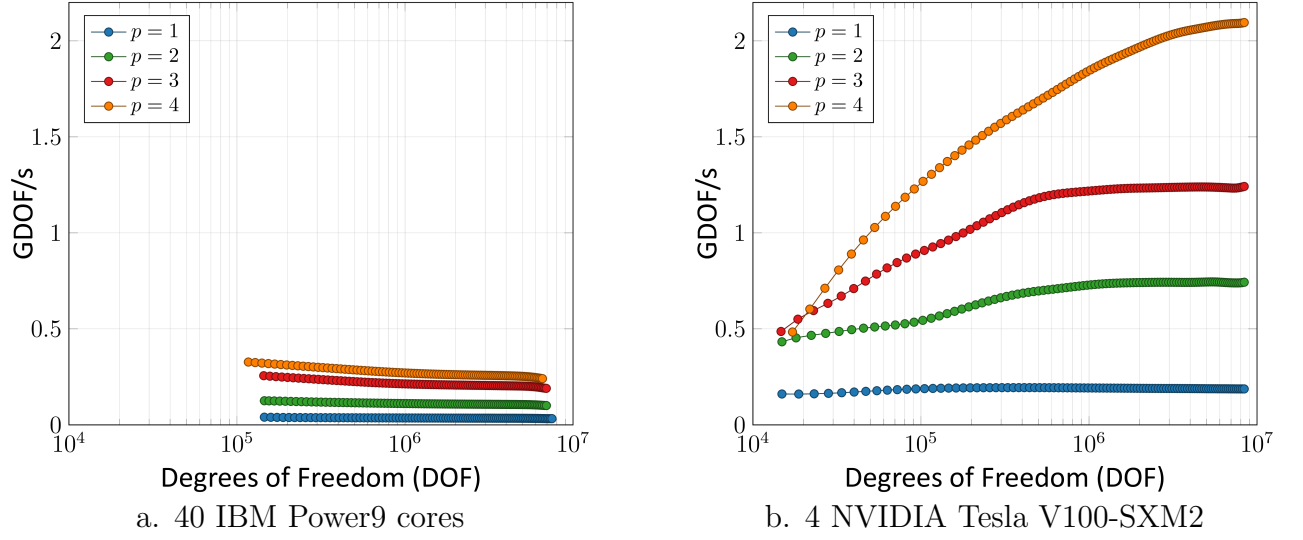 2
1.5
1
0.5
0
GDOF/s
p = 1
p = 2
p = 3
p = 4
10^4
10^5
10^6
10^7
Degrees of Freedom (DOF)
a. 40 IBM Power9 cores
2
1.5
1
0.5
0
GDOF/s
p = 1
p = 2
p = 3
p = 4
10^4
10^5
10^6
10^7
Degrees of Freedom (DOF)
b. 4 NVIDIA Tesla V100-SXM2